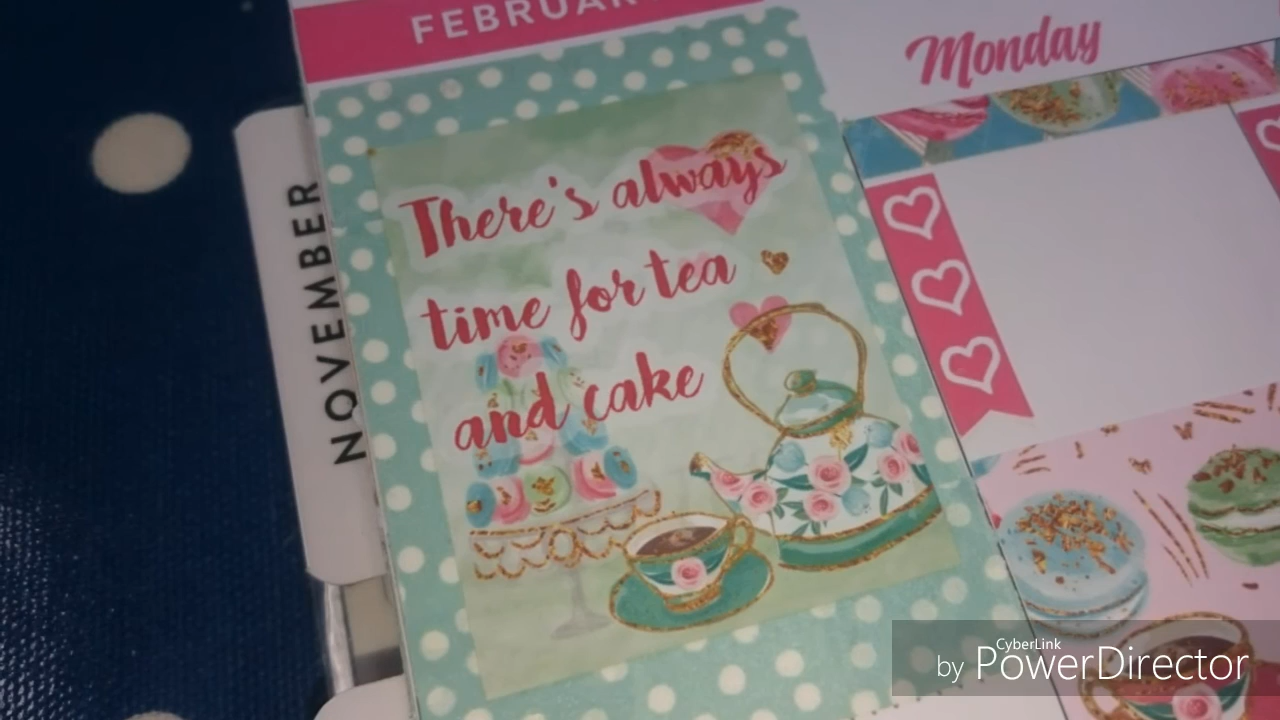 FEBRUAR
Monday
NOVEMBER
There's always
time for tea
and cake
CyberLink
by PowerDirector